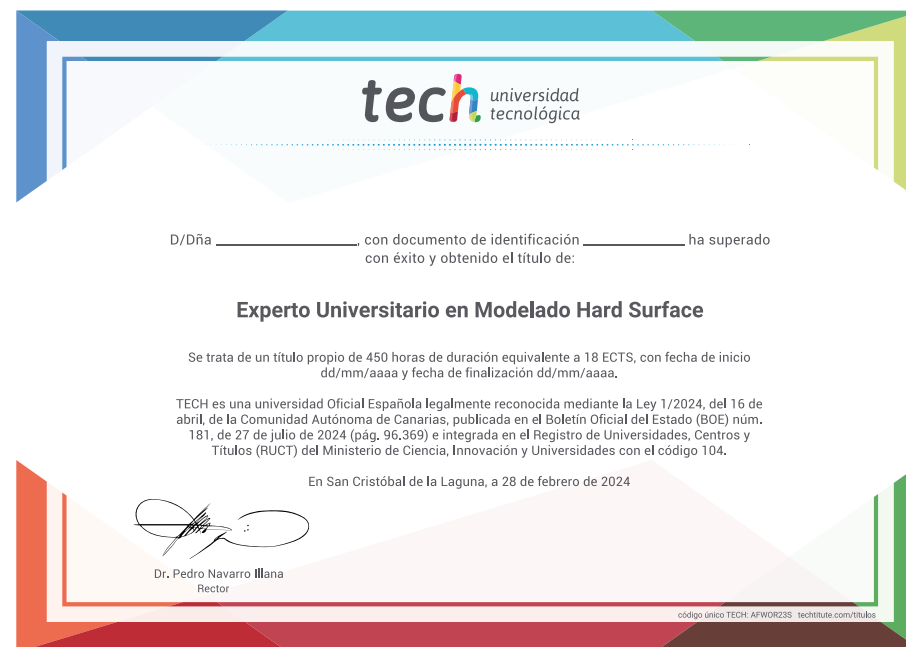 tech universidad
tecnológica
D/Dña ______________, con documento de identificación __________ ha superado
con éxito y obtenido el título de:
Experto Universitario en Modelado Hard Surface
Se trata de un título propio de 450 horas de duración equivalente a 18 ECTS, con fecha de inicio
dd/mm/aaaa y fecha de finalización dd/mm/aaaa.
TECH es una universidad Oficial Española legalmente reconocida mediante la Ley 1/2024, del 16 de
abril, de la Comunidad Autónoma de Canarias, publicada en el Boletín Oficial del Estado (BOE) núm.
181, de 27 de julio de 2024 (pág. 96.369) e integrada en el Registro de Universidades, Centros y
Títulos (RUCT) del Ministerio de Ciencia, Innovación y Universidades con el código 104.
En San Cristóbal de la Laguna, a 28 de febrero de 2024
Dr. Pedro Navarro Illana
Rector
código único TECH: AFWOR23S techtitute.com/titulos